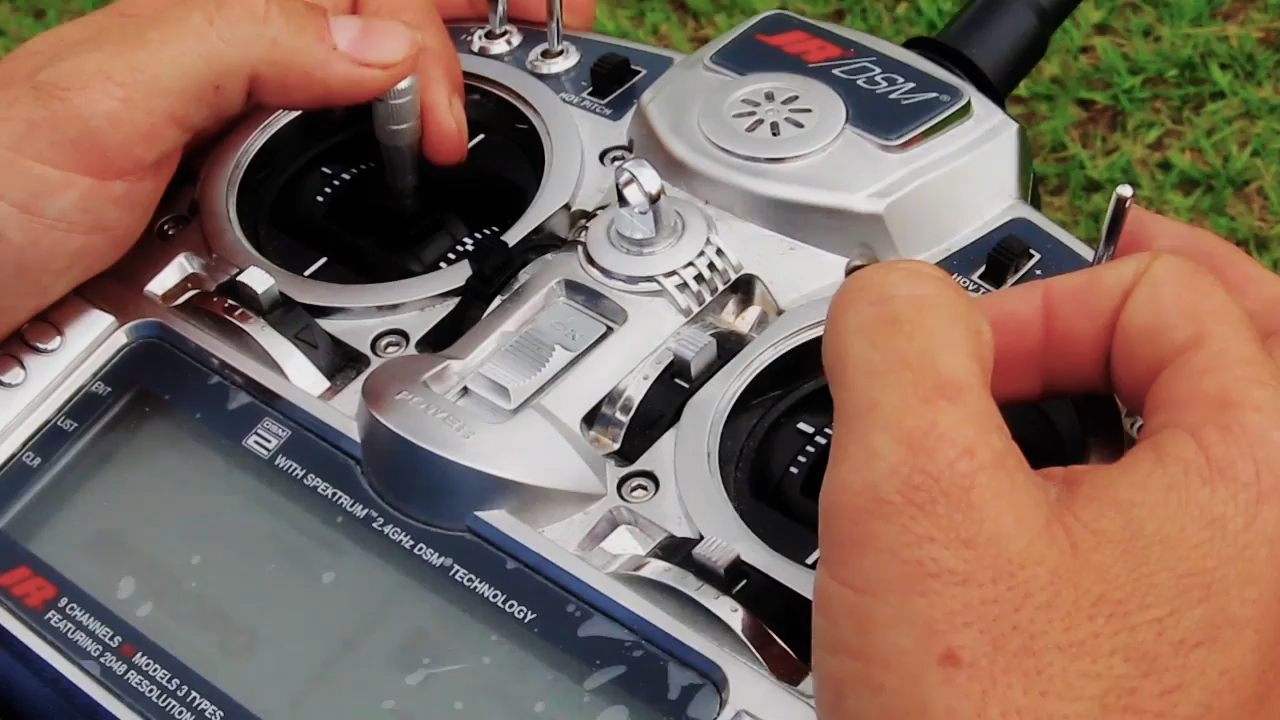 HOV PITCH
JR/DSM®
HOV
POWER
ENT
LIST
CLR
DSM
2
WITH SPEKTRUM™ 2.4GHz DSM® TECHNOLOGY
JR
9 CHANNELS MODELS 3 TYPES
FEATURING 2048 RESOLUTION